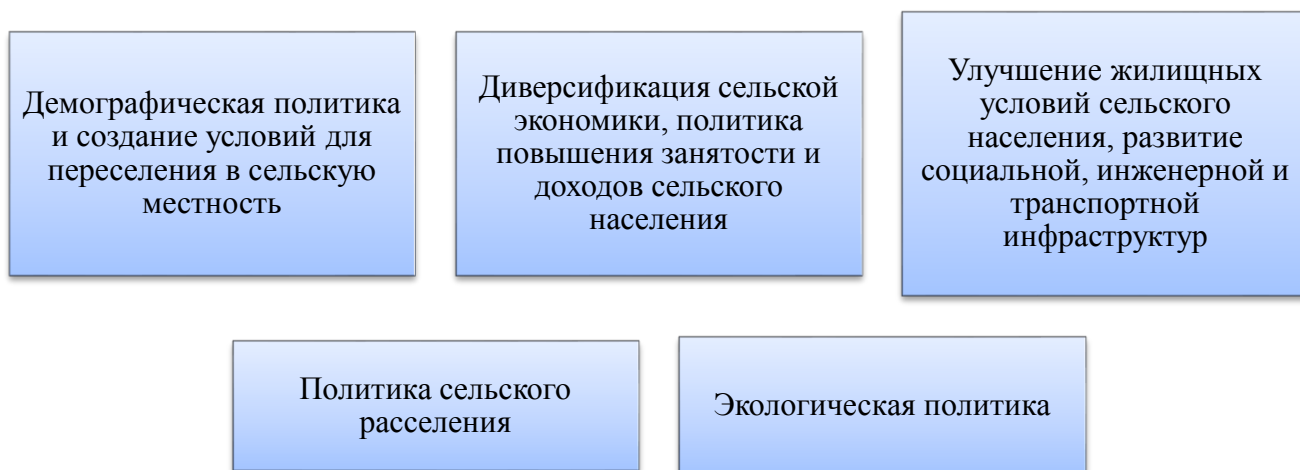 Демографическая политика
и создание условий для
переселения в сельскую
местность
Диверсификация сельской
экономики, политика
повышения занятости и
доходов сельского
населения
Улучшение жилищных
условий сельского
населения, развитие
социальной, инженерной и
транспортной
инфраструктур
Политика сельского
расселения
Экологическая политика